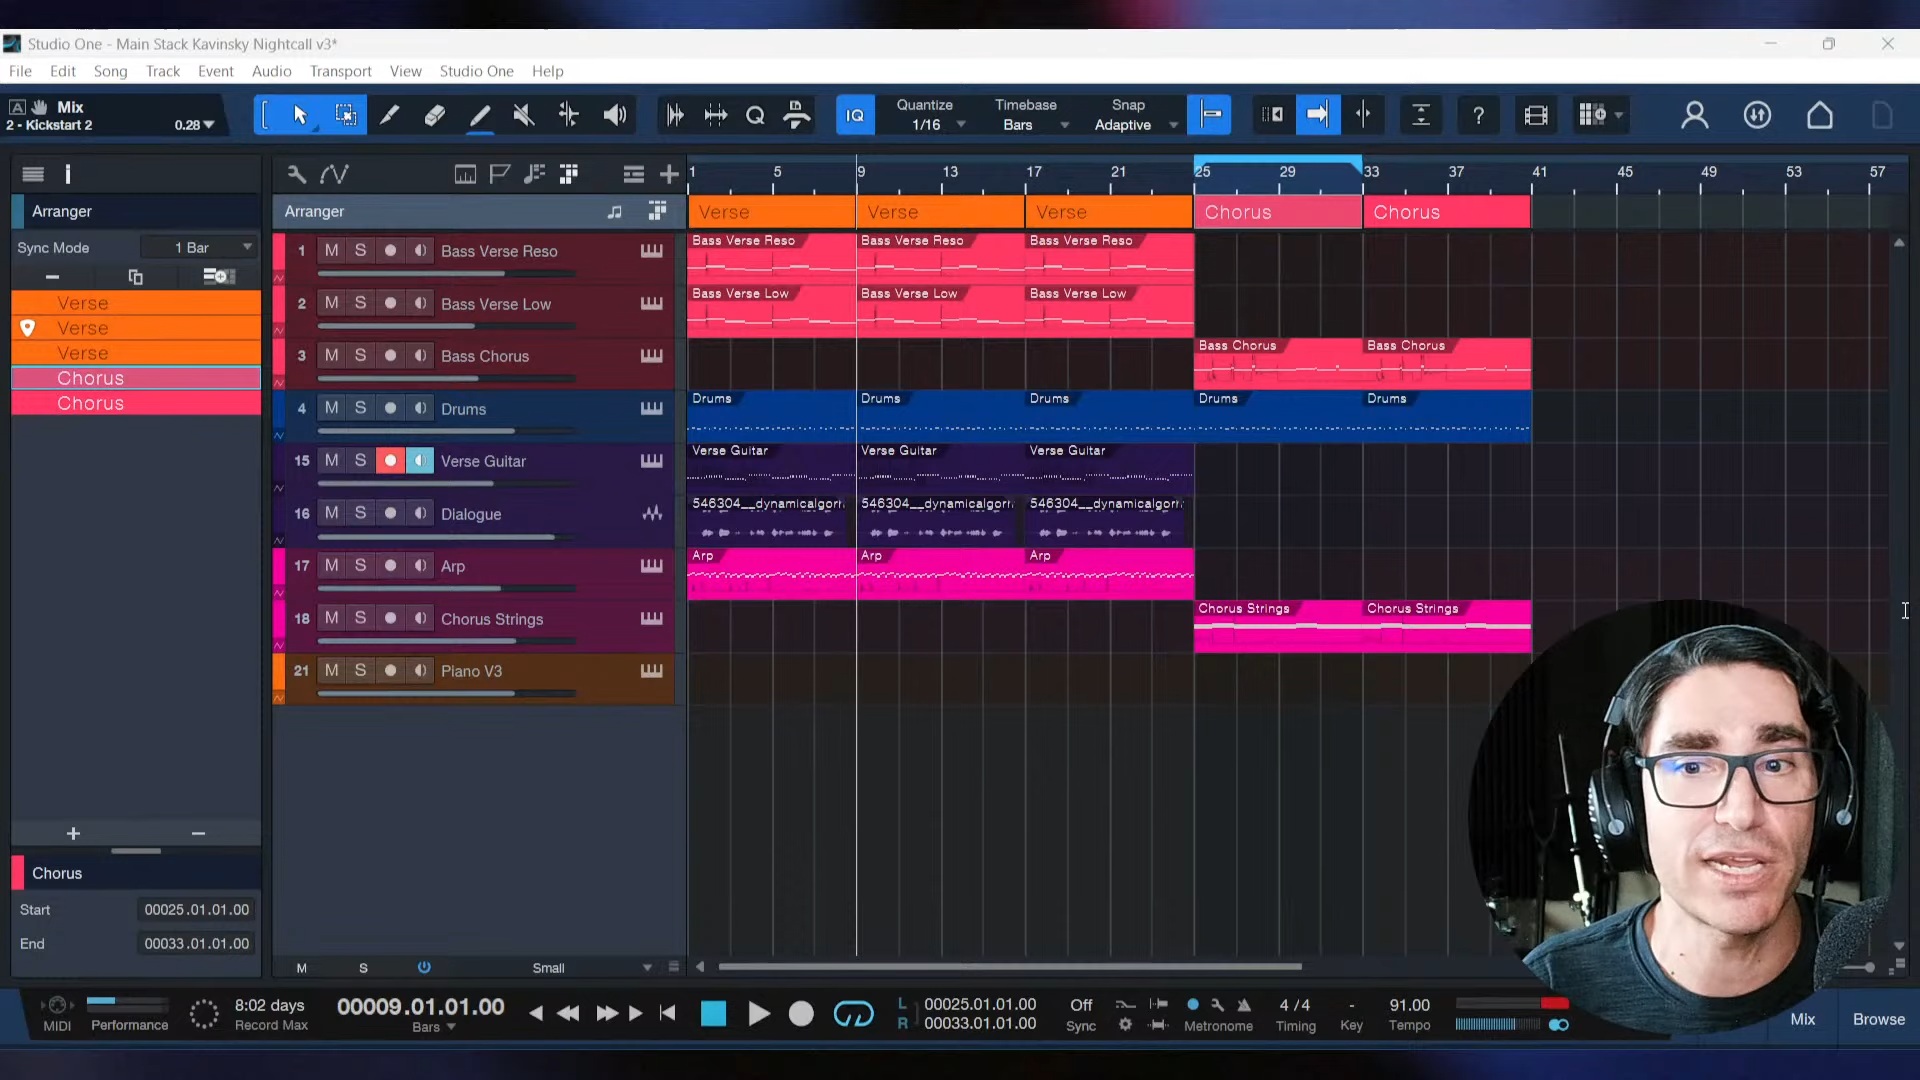 Studio One - Main Stack Kavinsky Nightcall v3*
File Edit Song Track Event Audio Transport View Studio One Help
A Mix
2 - Kickstart 2 0.28
IQ
Quantize
1/16
Timebase
Bars
Snap
Adaptive
?
i
1 5 9 13 17 21 25 29 33 37 41 45 49 53 57
Arranger
Sync Mode 1 Bar
Verse
Verse
Verse
Chorus
Chorus
Arranger
Verse Verse Verse Chorus Chorus
1 M S Bass Verse Reso
Bass Verse Reso Bass Verse Reso Bass Verse Reso
2 M S Bass Verse Low
Bass Verse Low Bass Verse Low Bass Verse Low
3 M S Bass Chorus
Bass Chorus Bass Chorus
4 M S Drums
Drums Drums Drums Drums Drums
15 M S Verse Guitar
Verse Guitar Verse Guitar Verse Guitar
16 M S Dialogue
546304__dynamicalgorr 546304__dynamicalgorr 546304__dynamicalgorr
17 M S Arp
Arp Arp Arp
18 M S Chorus Strings
Chorus Strings Chorus Strings
21 M S Piano V3
Chorus
Start 00025.01.01.00
End 00033.01.01.00
M S Small
MIDI
Performance
8:02 days
Record Max
00009.01.01.00
Bars
L 00025.01.01.00
R 00033.01.01.00
Off
Sync
Metronome
4 / 4
Timing
-
Key
91.00
Tempo
Mix
Browse